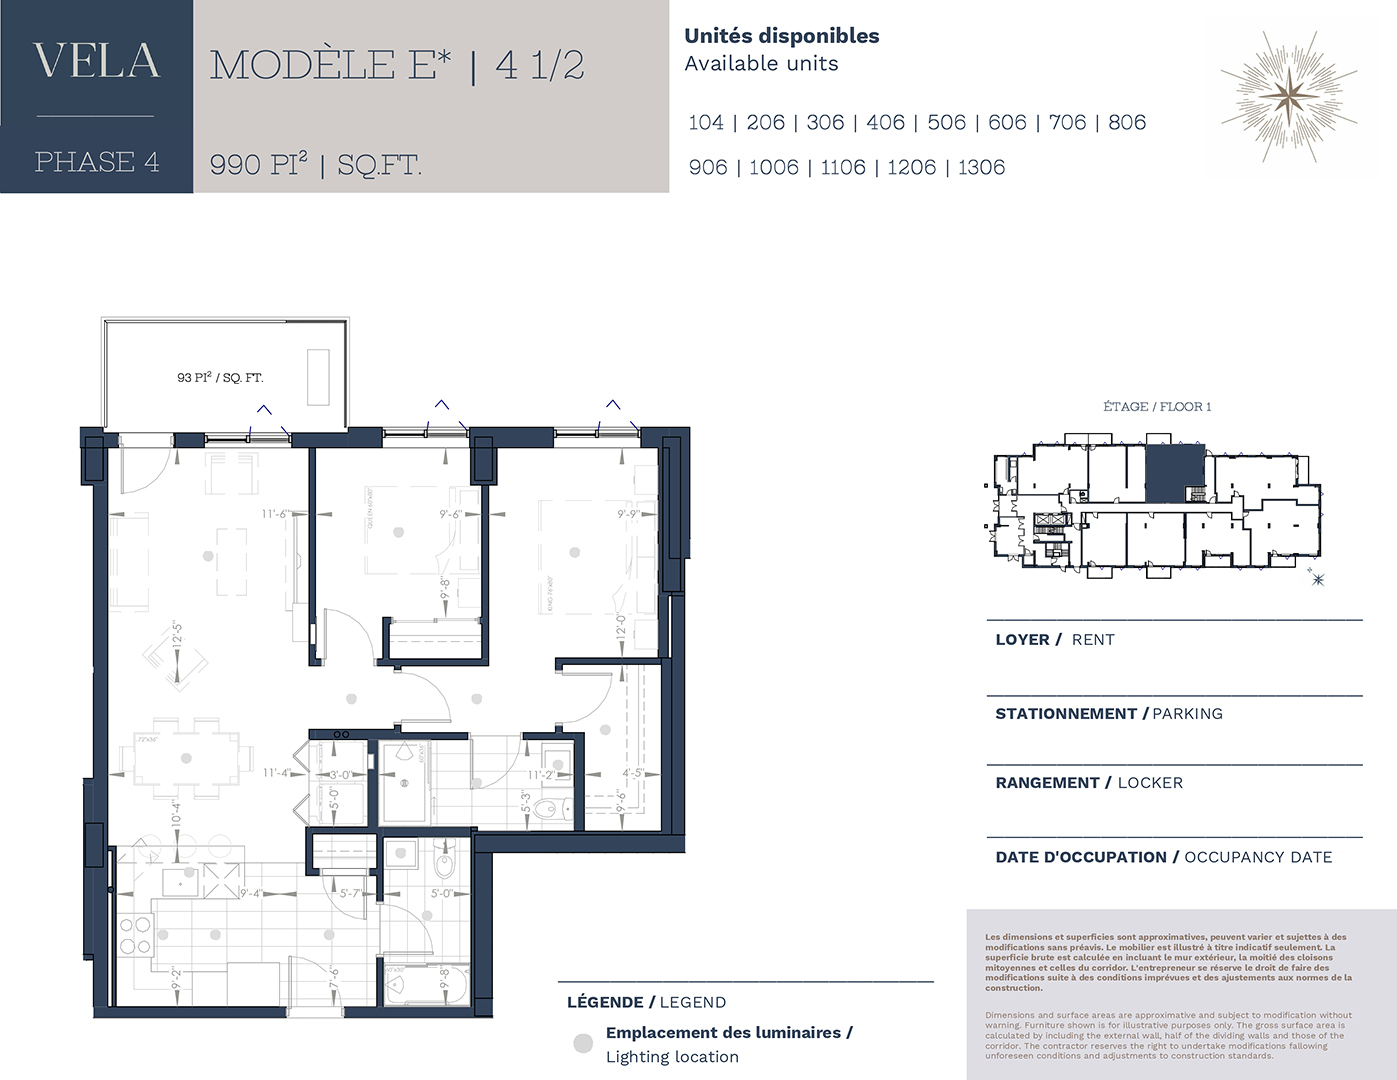 VELA
PHASE 4
MODÈLE E* | 4 1/2
990 PI² | SQ.FT.
Unités disponibles
Available units
104 | 206 | 306 | 406 | 506 | 606 | 706 | 806
906 | 1006 | 1106 | 1206 | 1306
93 PI² / SQ. FT.
11'-6"
9'-6"
9'-9"
QUEEN 60"X80"
KING 76"X80"
9'-8"
12'-0"
12'-5"
72"X36"
11'-4"
3'-0"
5'-0"
11'-2"
5'-3"
4'-5"
9'-6"
10'-4"
9'-4"
5'-7"
5'-0"
9'-2"
7'-6"
9'-8"
ÉTAGE / FLOOR 1
N
LOYER / RENT
STATIONNEMENT / PARKING
RANGEMENT / LOCKER
DATE D'OCCUPATION / OCCUPANCY DATE
LÉGENDE / LEGEND
Emplacement des luminaires /
Lighting location
Les dimensions et superficies sont approximatives, peuvent varier et sujettes à des
modifications sans préavis. Le mobilier est illustré à titre indicatif seulement. La
superficie brute est calculée en incluant le mur extérieur, la moitié des cloisons
mitoyennes et celles du corridor. L'entrepreneur se réserve le droit de faire des
modifications suite à des conditions imprévues et des ajustements aux normes de la
construction.
Dimensions and surface areas are approximative and subject to modification without
warning. Furniture shown is for illustrative purposes only. The gross surface area is
calculated by including the external wall, half of the dividing walls and those of the
corridor. The contractor reserves the right to undertake modifications fallowing
unforeseen conditions and adjustments to construction standards.